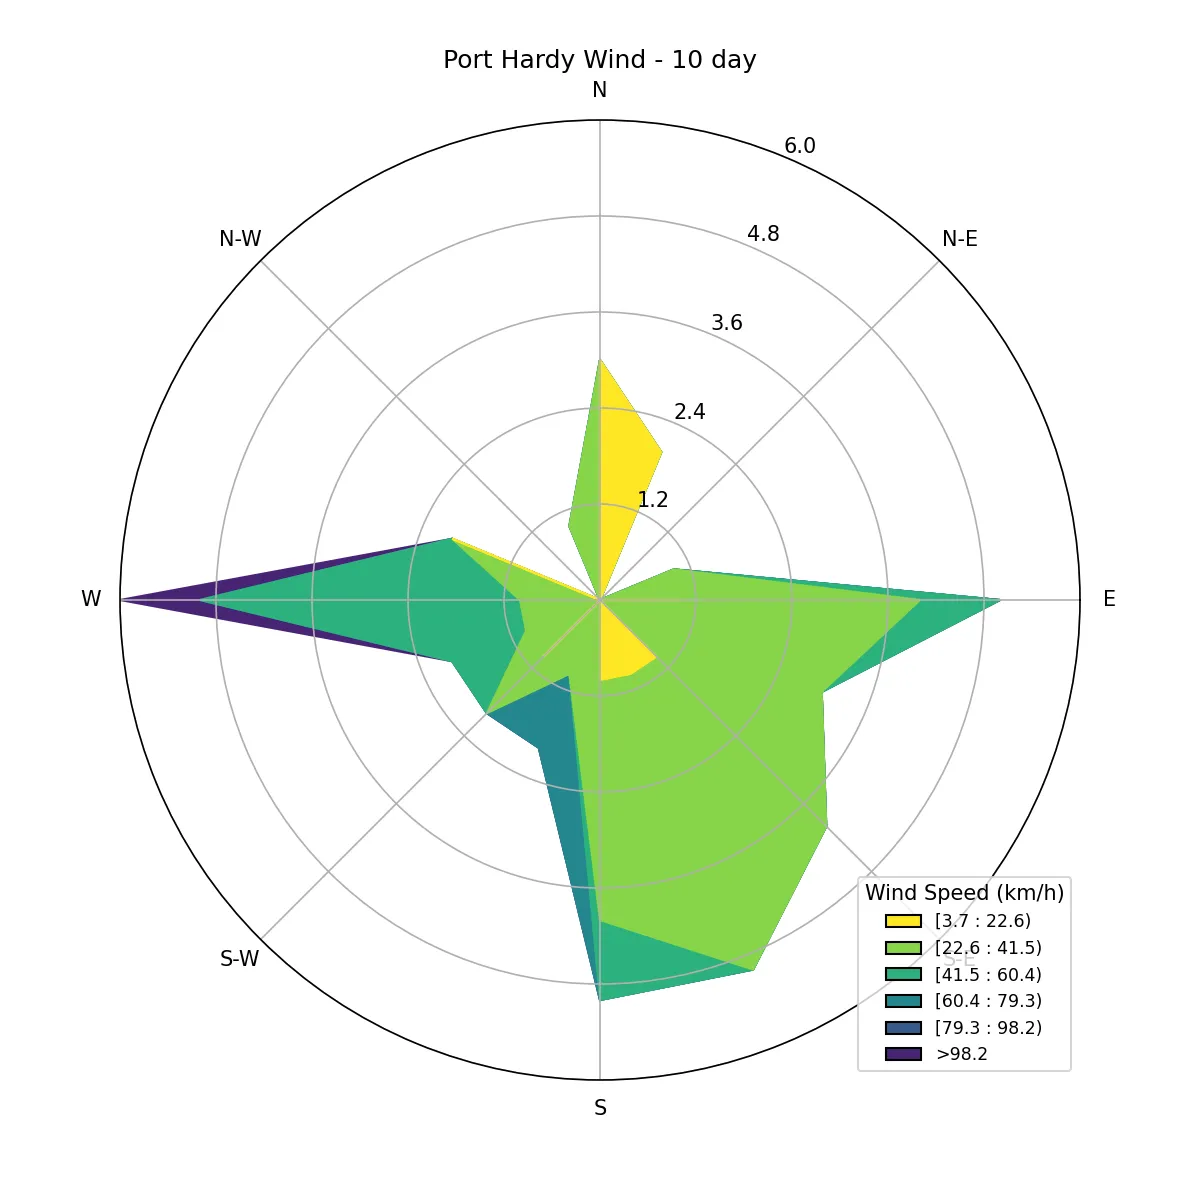 Port Hardy Wind - 10 day
N
6.0
4.8
N-W
N-E
3.6
2.4
1.2
W
E
Wind Speed (km/h)
[3.7 : 22.6)
[22.6 : 41.5)
S-W
S-E
[41.5 : 60.4)
[60.4 : 79.3)
[79.3 : 98.2)
>98.2
S